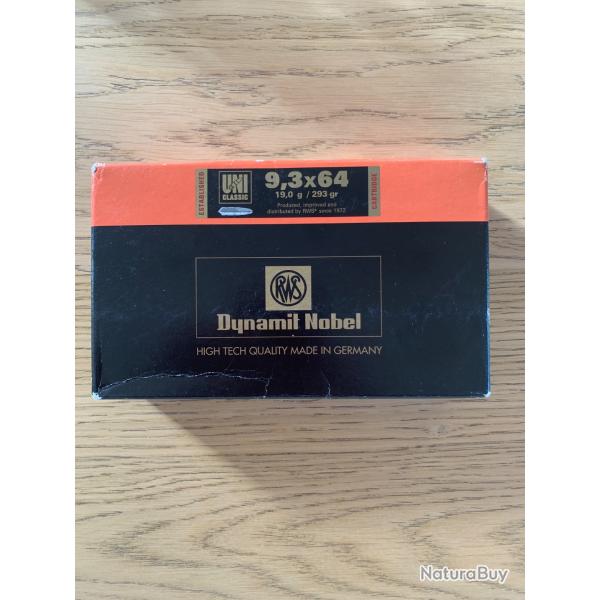 ESTABLISHED
UNI
CLASSIC
9,3x64
19,0 g / 293 gr
Produced, improved and
distributed by RWS® since 1972
CARTRIDGE
RWS
Dynamit Nobel
HIGH TECH QUALITY MADE IN GERMANY
NaturaBuy